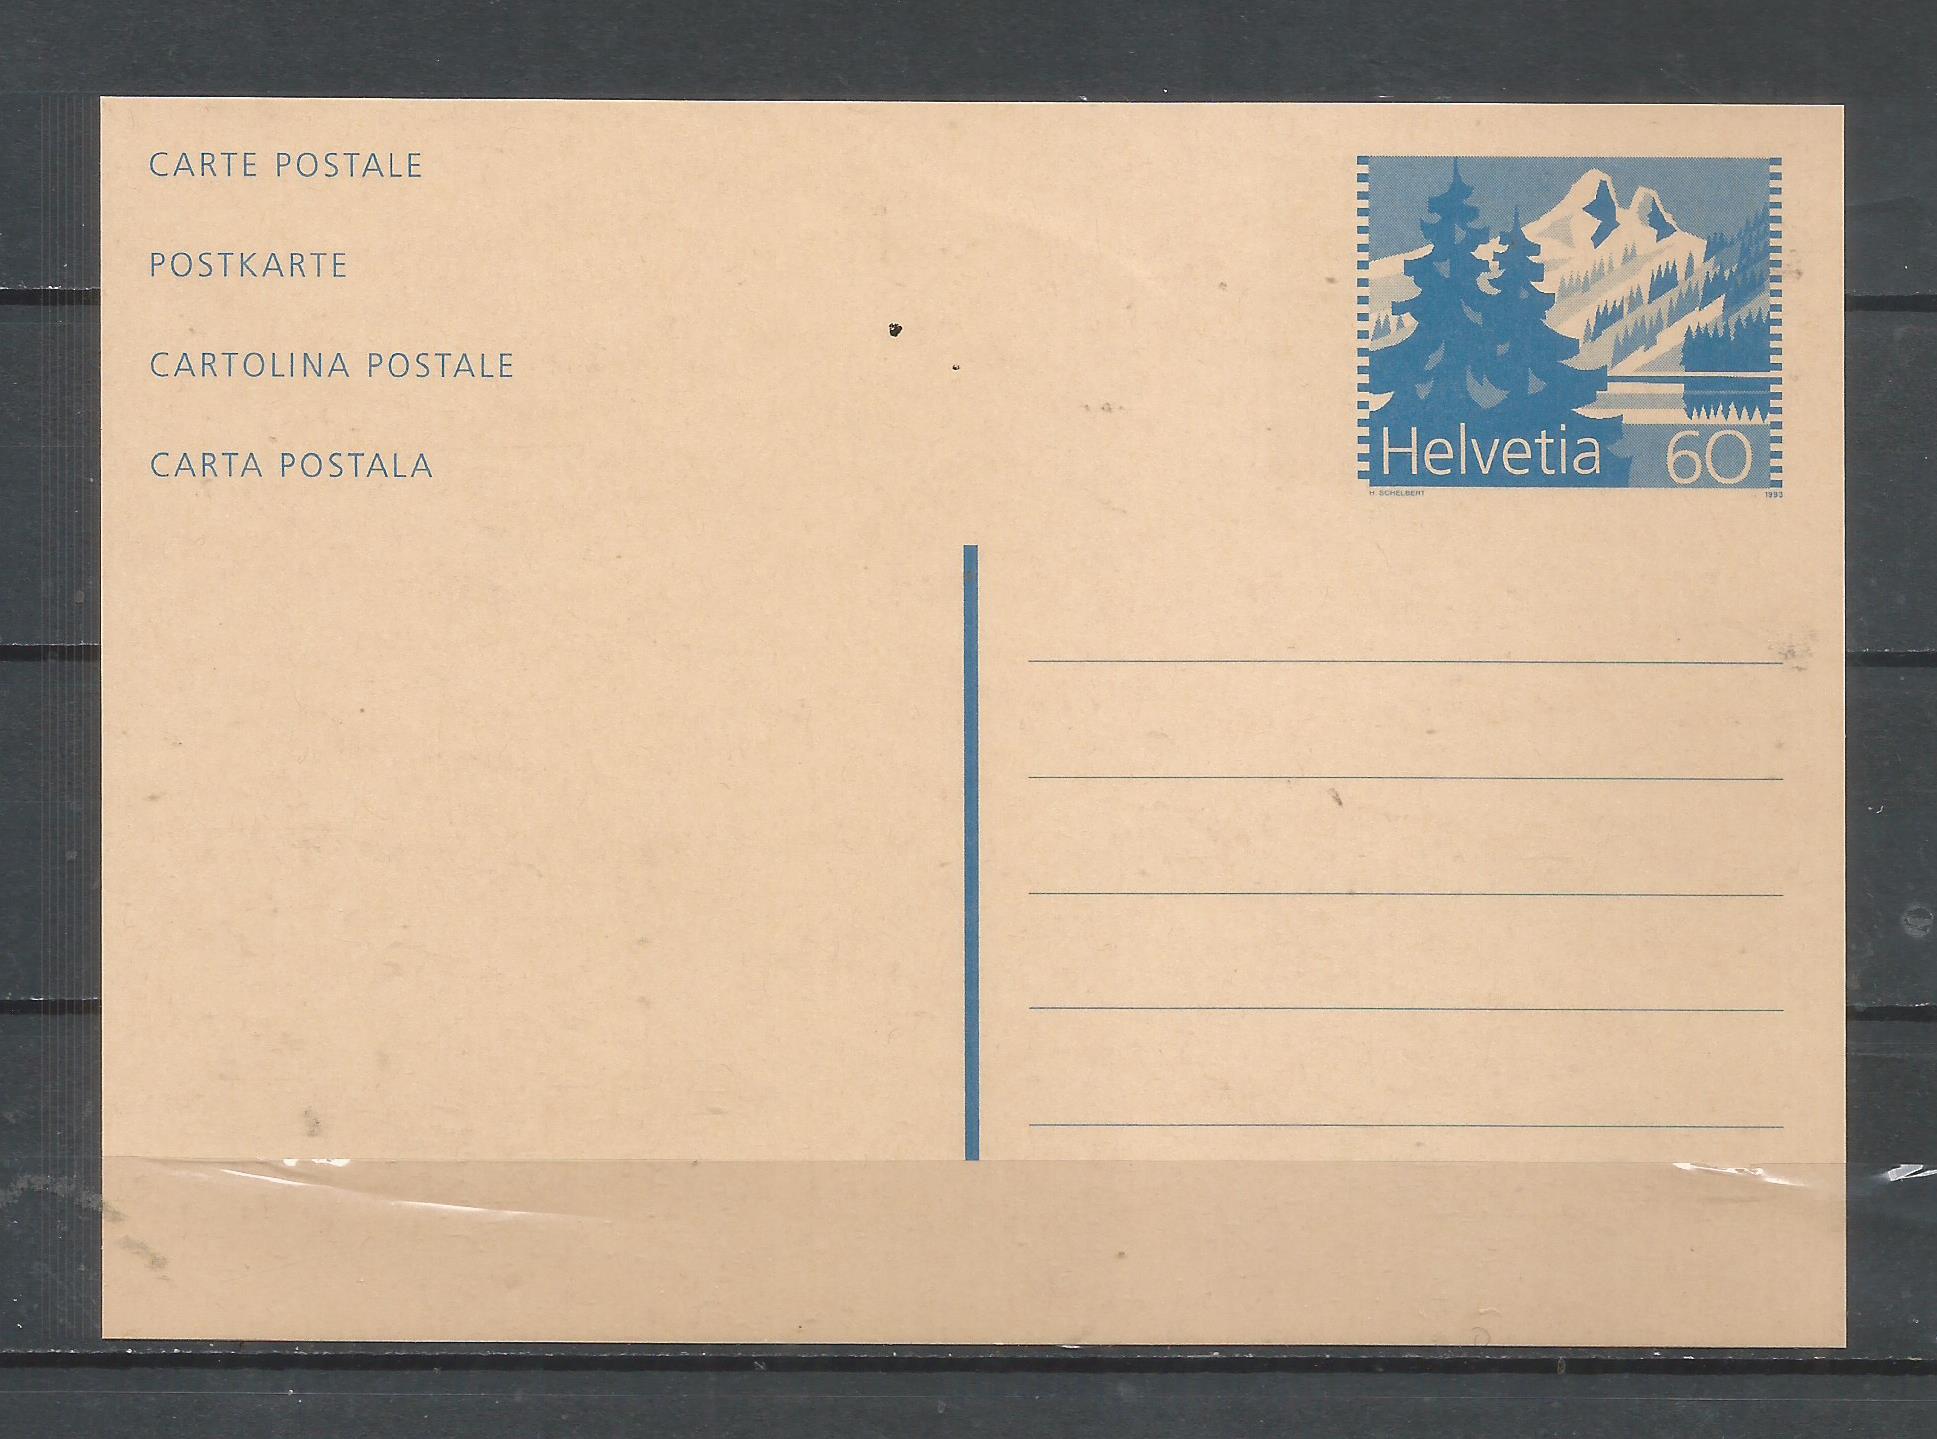 CARTE POSTALE
POSTKARTE
CARTOLINA POSTALE
CARTA POSTALA
Helvetia 60
H. SCHELBERT 1993